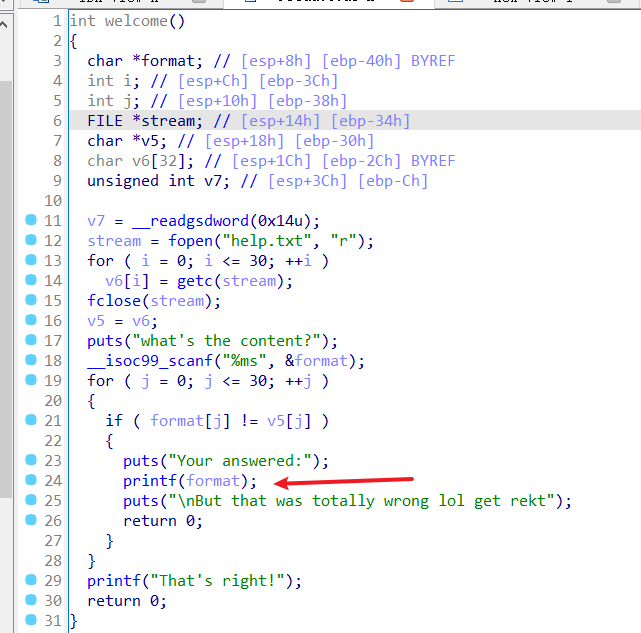 1 int welcome()
2 {
3 char *format; // [esp+8h] [ebp-40h] BYREF
4 int i; // [esp+Ch] [ebp-3Ch]
5 int j; // [esp+10h] [ebp-38h]
6 FILE *stream; // [esp+14h] [ebp-34h]
7 char *v5; // [esp+18h] [ebp-30h]
8 char v6[32]; // [esp+1Ch] [ebp-2Ch] BYREF
9 unsigned int v7; // [esp+3Ch] [ebp-Ch]
10
11 v7 = __readgsdword(0x14u);
12 stream = fopen("help.txt", "r");
13 for ( i = 0; i <= 30; ++i )
14 v6[i] = getc(stream);
15 fclose(stream);
16 v5 = v6;
17 puts("what's the content?");
18 __isoc99_scanf("%ms", &format);
19 for ( j = 0; j <= 30; ++j )
20 {
21 if ( format[j] != v5[j] )
22 {
23 puts("Your answered:");
24 printf(format);
25 puts("\nBut that was totally wrong lol get rekt");
26 return 0;
27 }
28 }
29 printf("That's right!");
30 return 0;
31 }